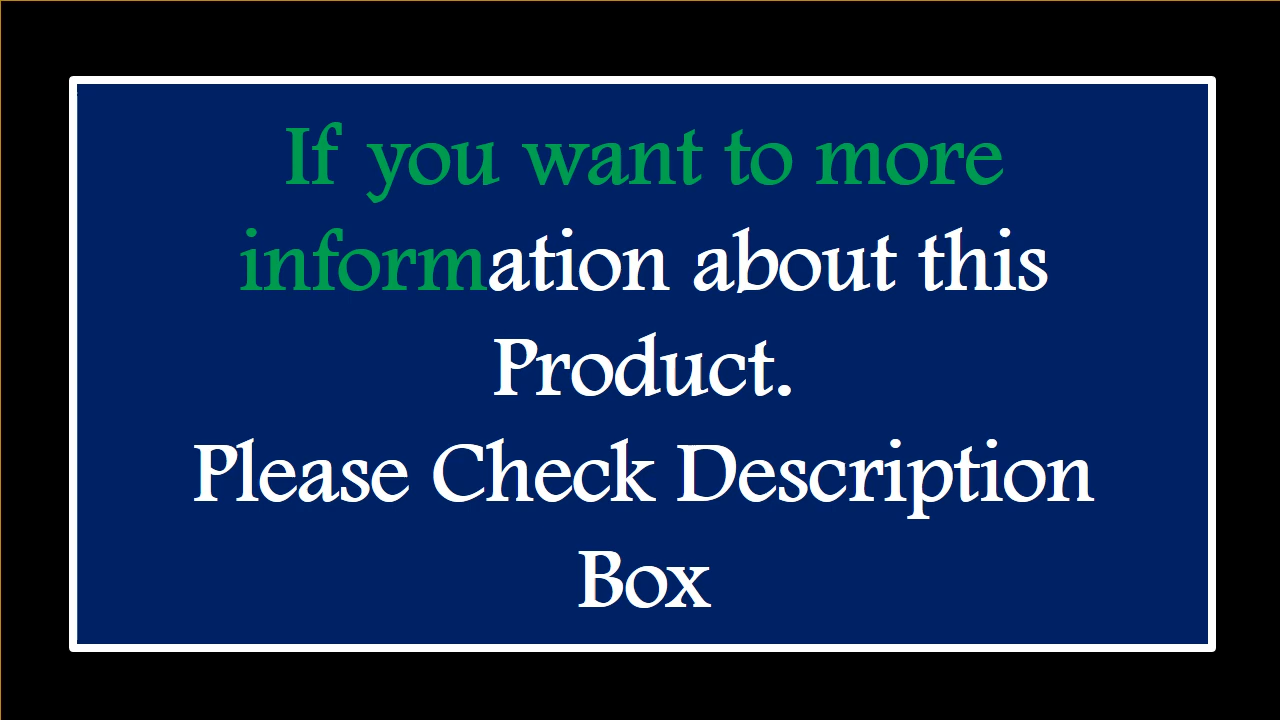 If you want to more
information about this
Product.
Please Check Description
Box